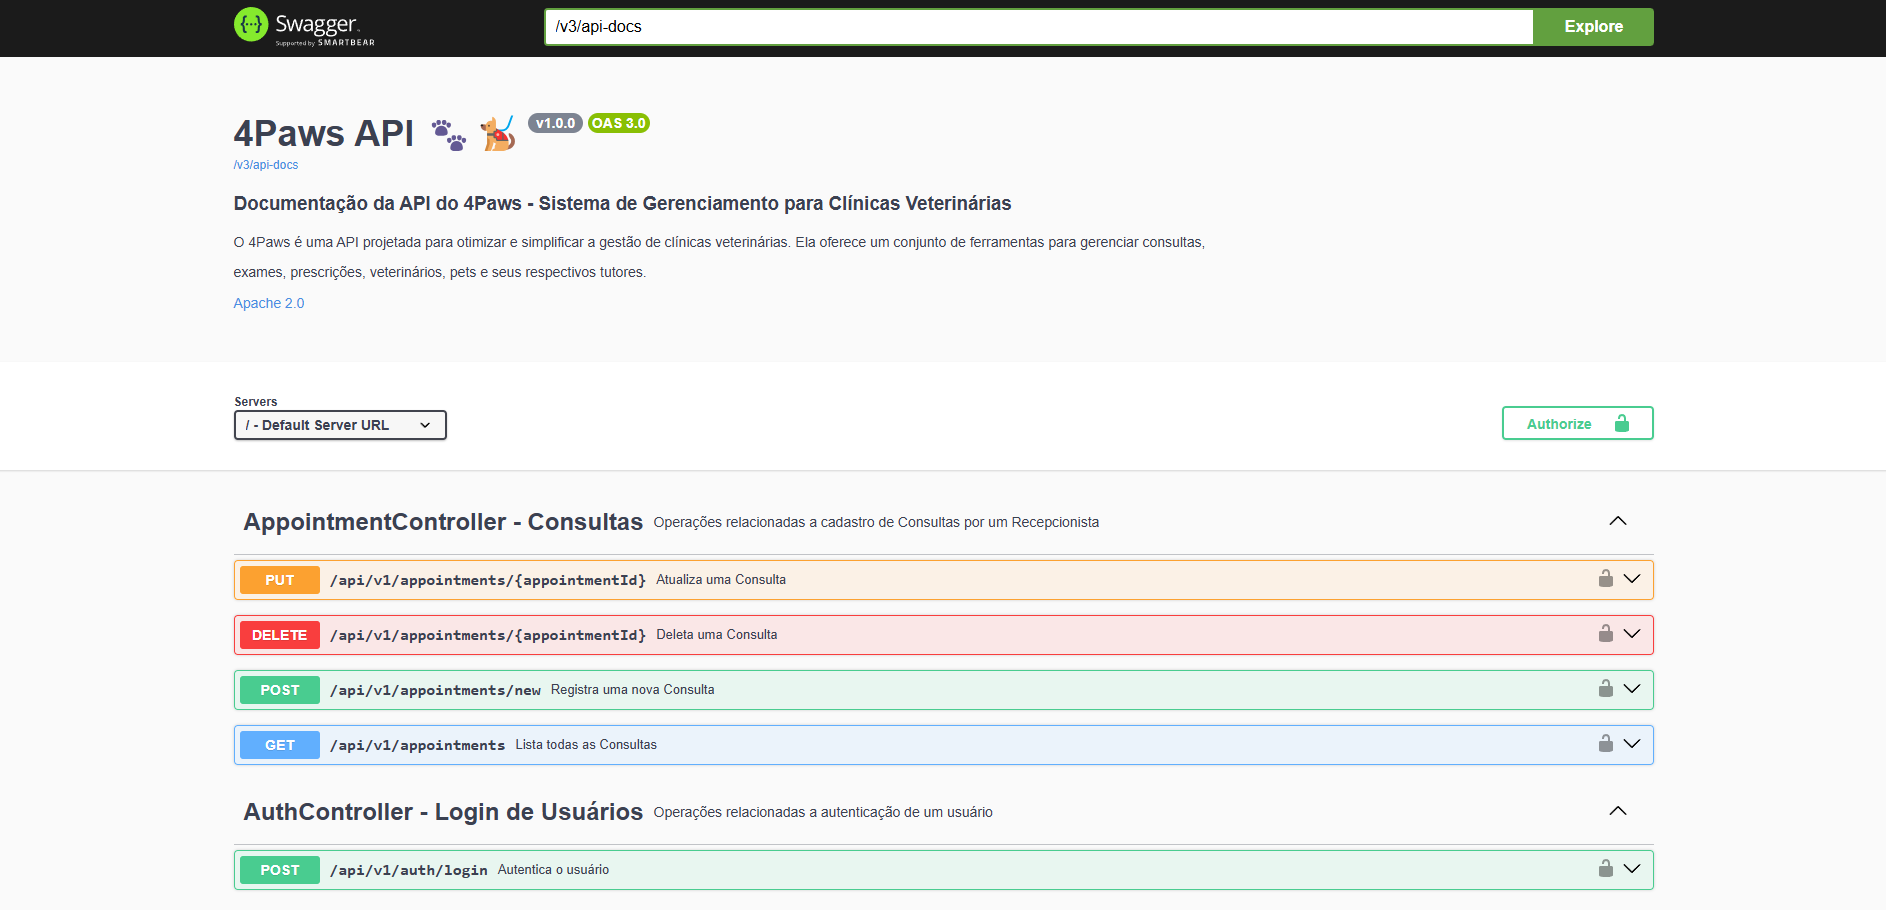 Swagger.
Supported by SMARTBEAR
/v3/api-docs
Explore
4Paws API
v1.0.0
OAS 3.0
/v3/api-docs
Documentação da API do 4Paws - Sistema de Gerenciamento para Clínicas Veterinárias
O 4Paws é uma API projetada para otimizar e simplificar a gestão de clínicas veterinárias. Ela oferece um conjunto de ferramentas para gerenciar consultas,
exames, prescrições, veterinários, pets e seus respectivos tutores.
Apache 2.0
Servers
/ - Default Server URL
Authorize
AppointmentController - Consultas Operações relacionadas a cadastro de Consultas por um Recepcionista
PUT /api/v1/appointments/{appointmentId} Atualiza uma Consulta
DELETE /api/v1/appointments/{appointmentId} Deleta uma Consulta
POST /api/v1/appointments/new Registra uma nova Consulta
GET /api/v1/appointments Lista todas as Consultas
AuthController - Login de Usuários Operações relacionadas a autenticação de um usuário
POST /api/v1/auth/login Autentica o usuário